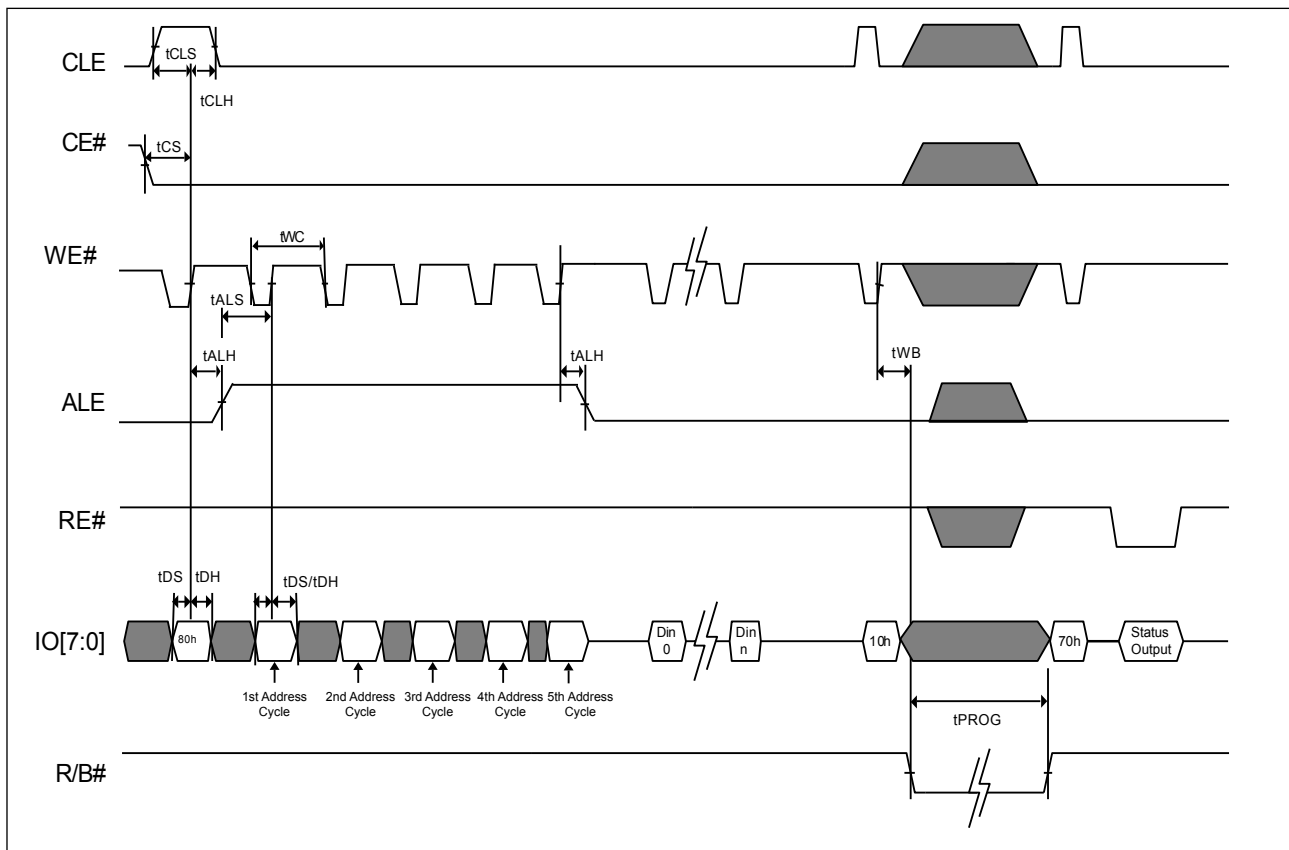 CLE
tCLS
tCLH
CE#
tCS
WE#
tWC
tALS
tALH
tALH
tWB
ALE
RE#
tDS
tDH
tDS/tDH
IO[7:0]
80h
Din
0
Din
n
10h
70h
Status
Output
1st Address
Cycle
2nd Address
Cycle
3rd Address
Cycle
4th Address
Cycle
5th Address
Cycle
tPROG
R/B#